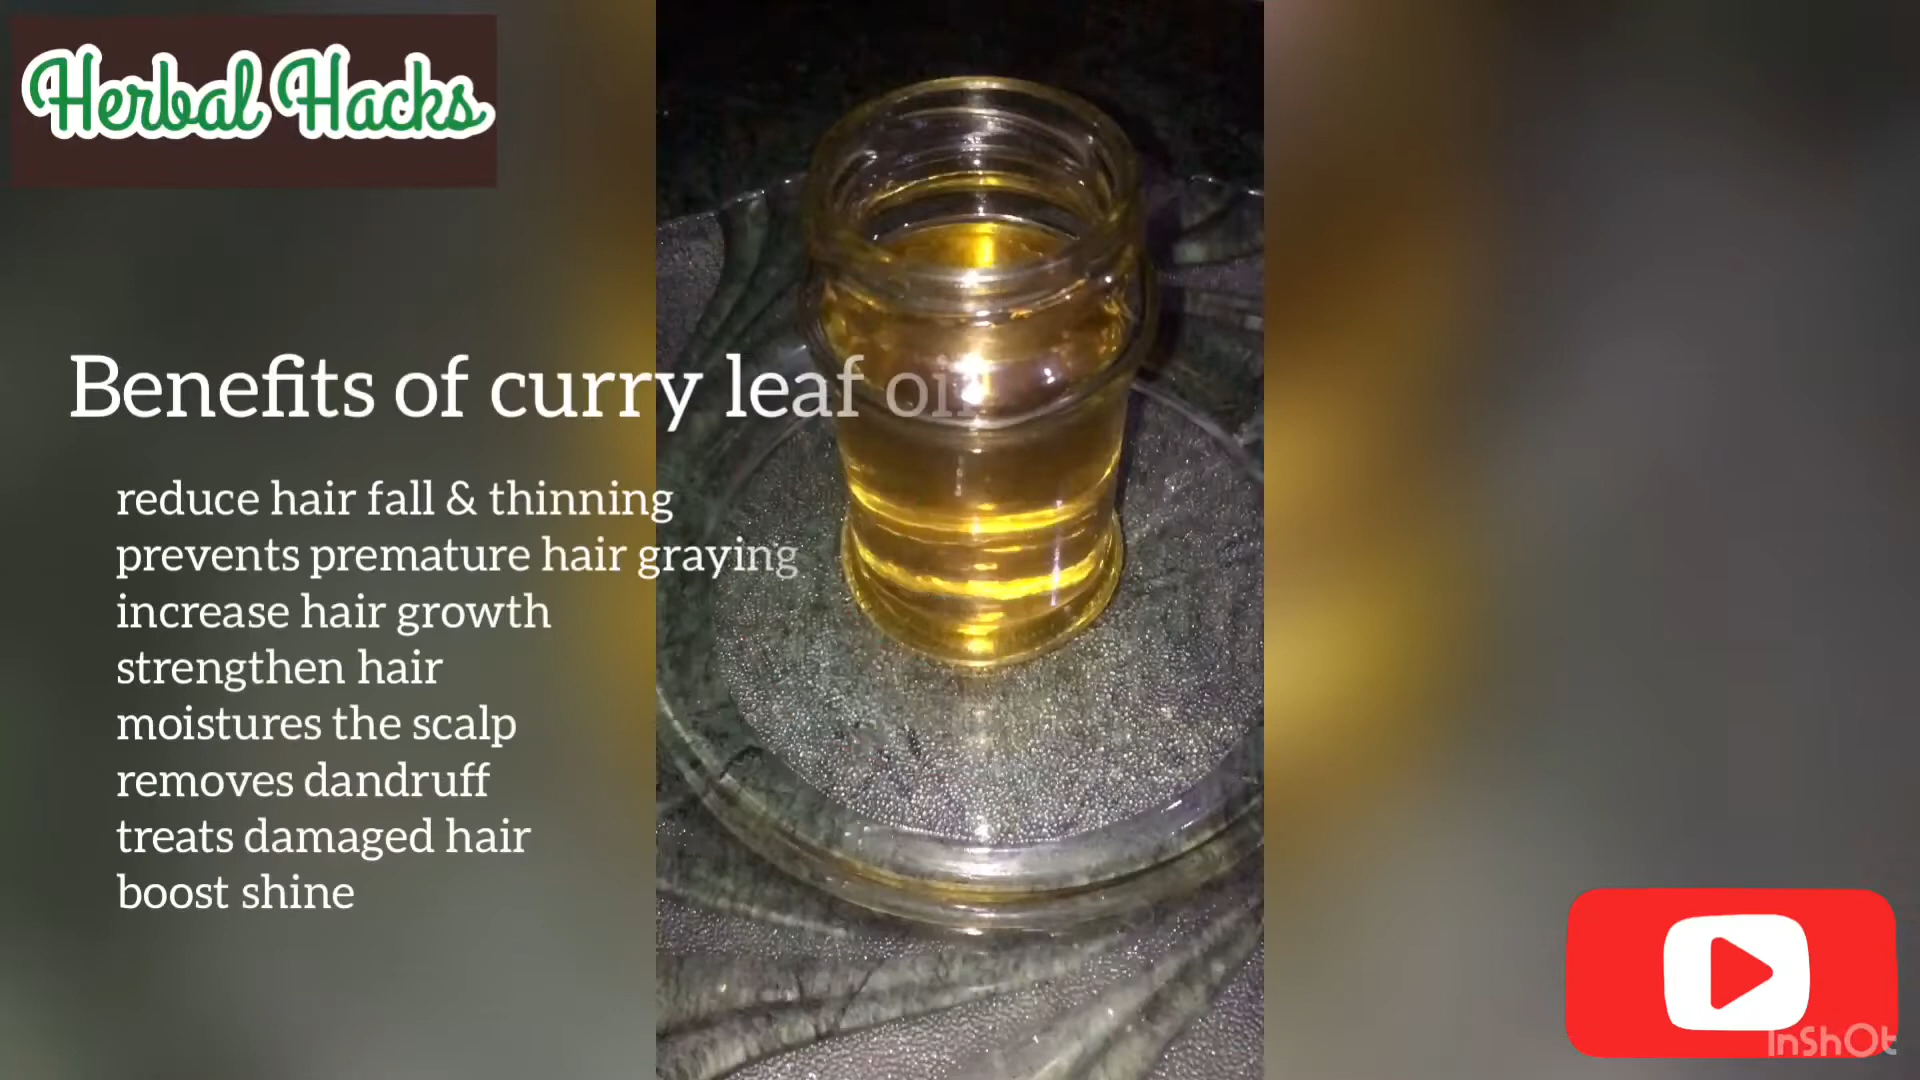 Herbal Hacks
Benefits of curry leaf oil
reduce hair fall & thinning
prevents premature hair graying
increase hair growth
strengthen hair
moistures the scalp
removes dandruff
treats damaged hair
boost shine
InShOt